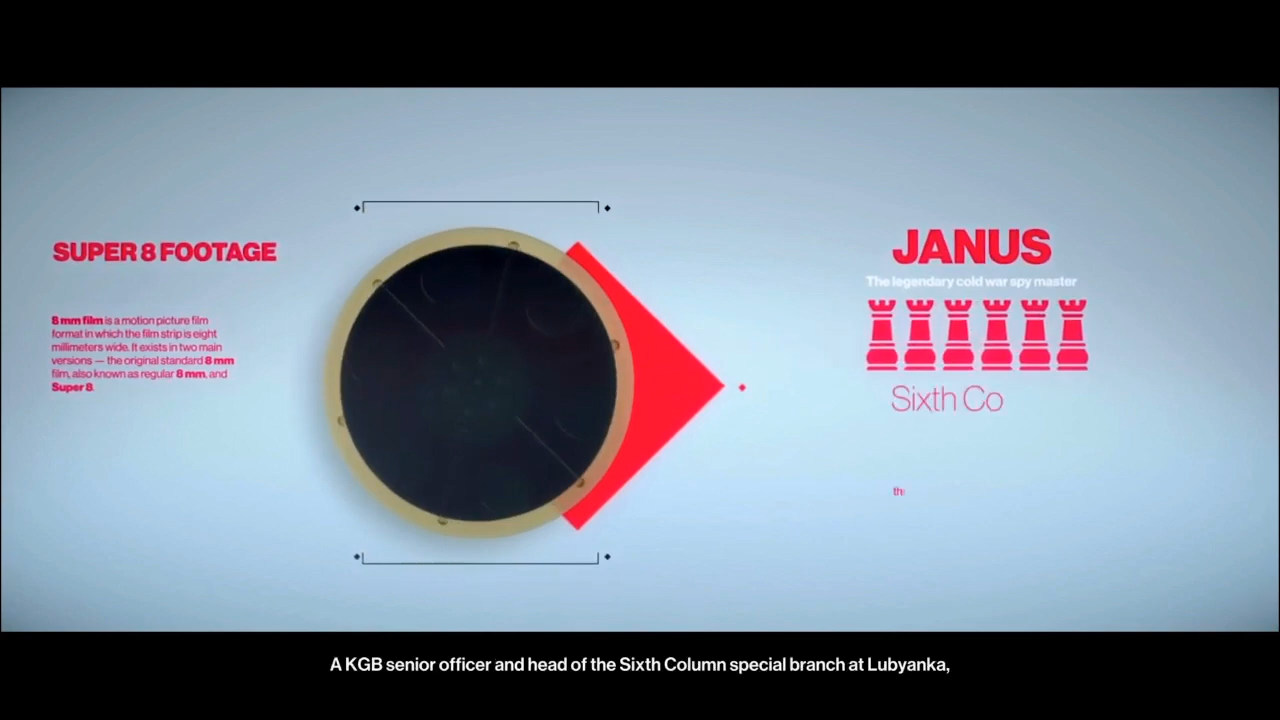 SUPER 8 FOOTAGE
8 mm film is a motion picture film
format in which the film strip is eight
millimeters wide. It exists in two main
versions — the original standard 8 mm
film, also known as regular 8 mm, and
Super 8.
JANUS
The legendary cold war spy master
Sixth Co
th
A KGB senior officer and head of the Sixth Column special branch at Lubyanka,